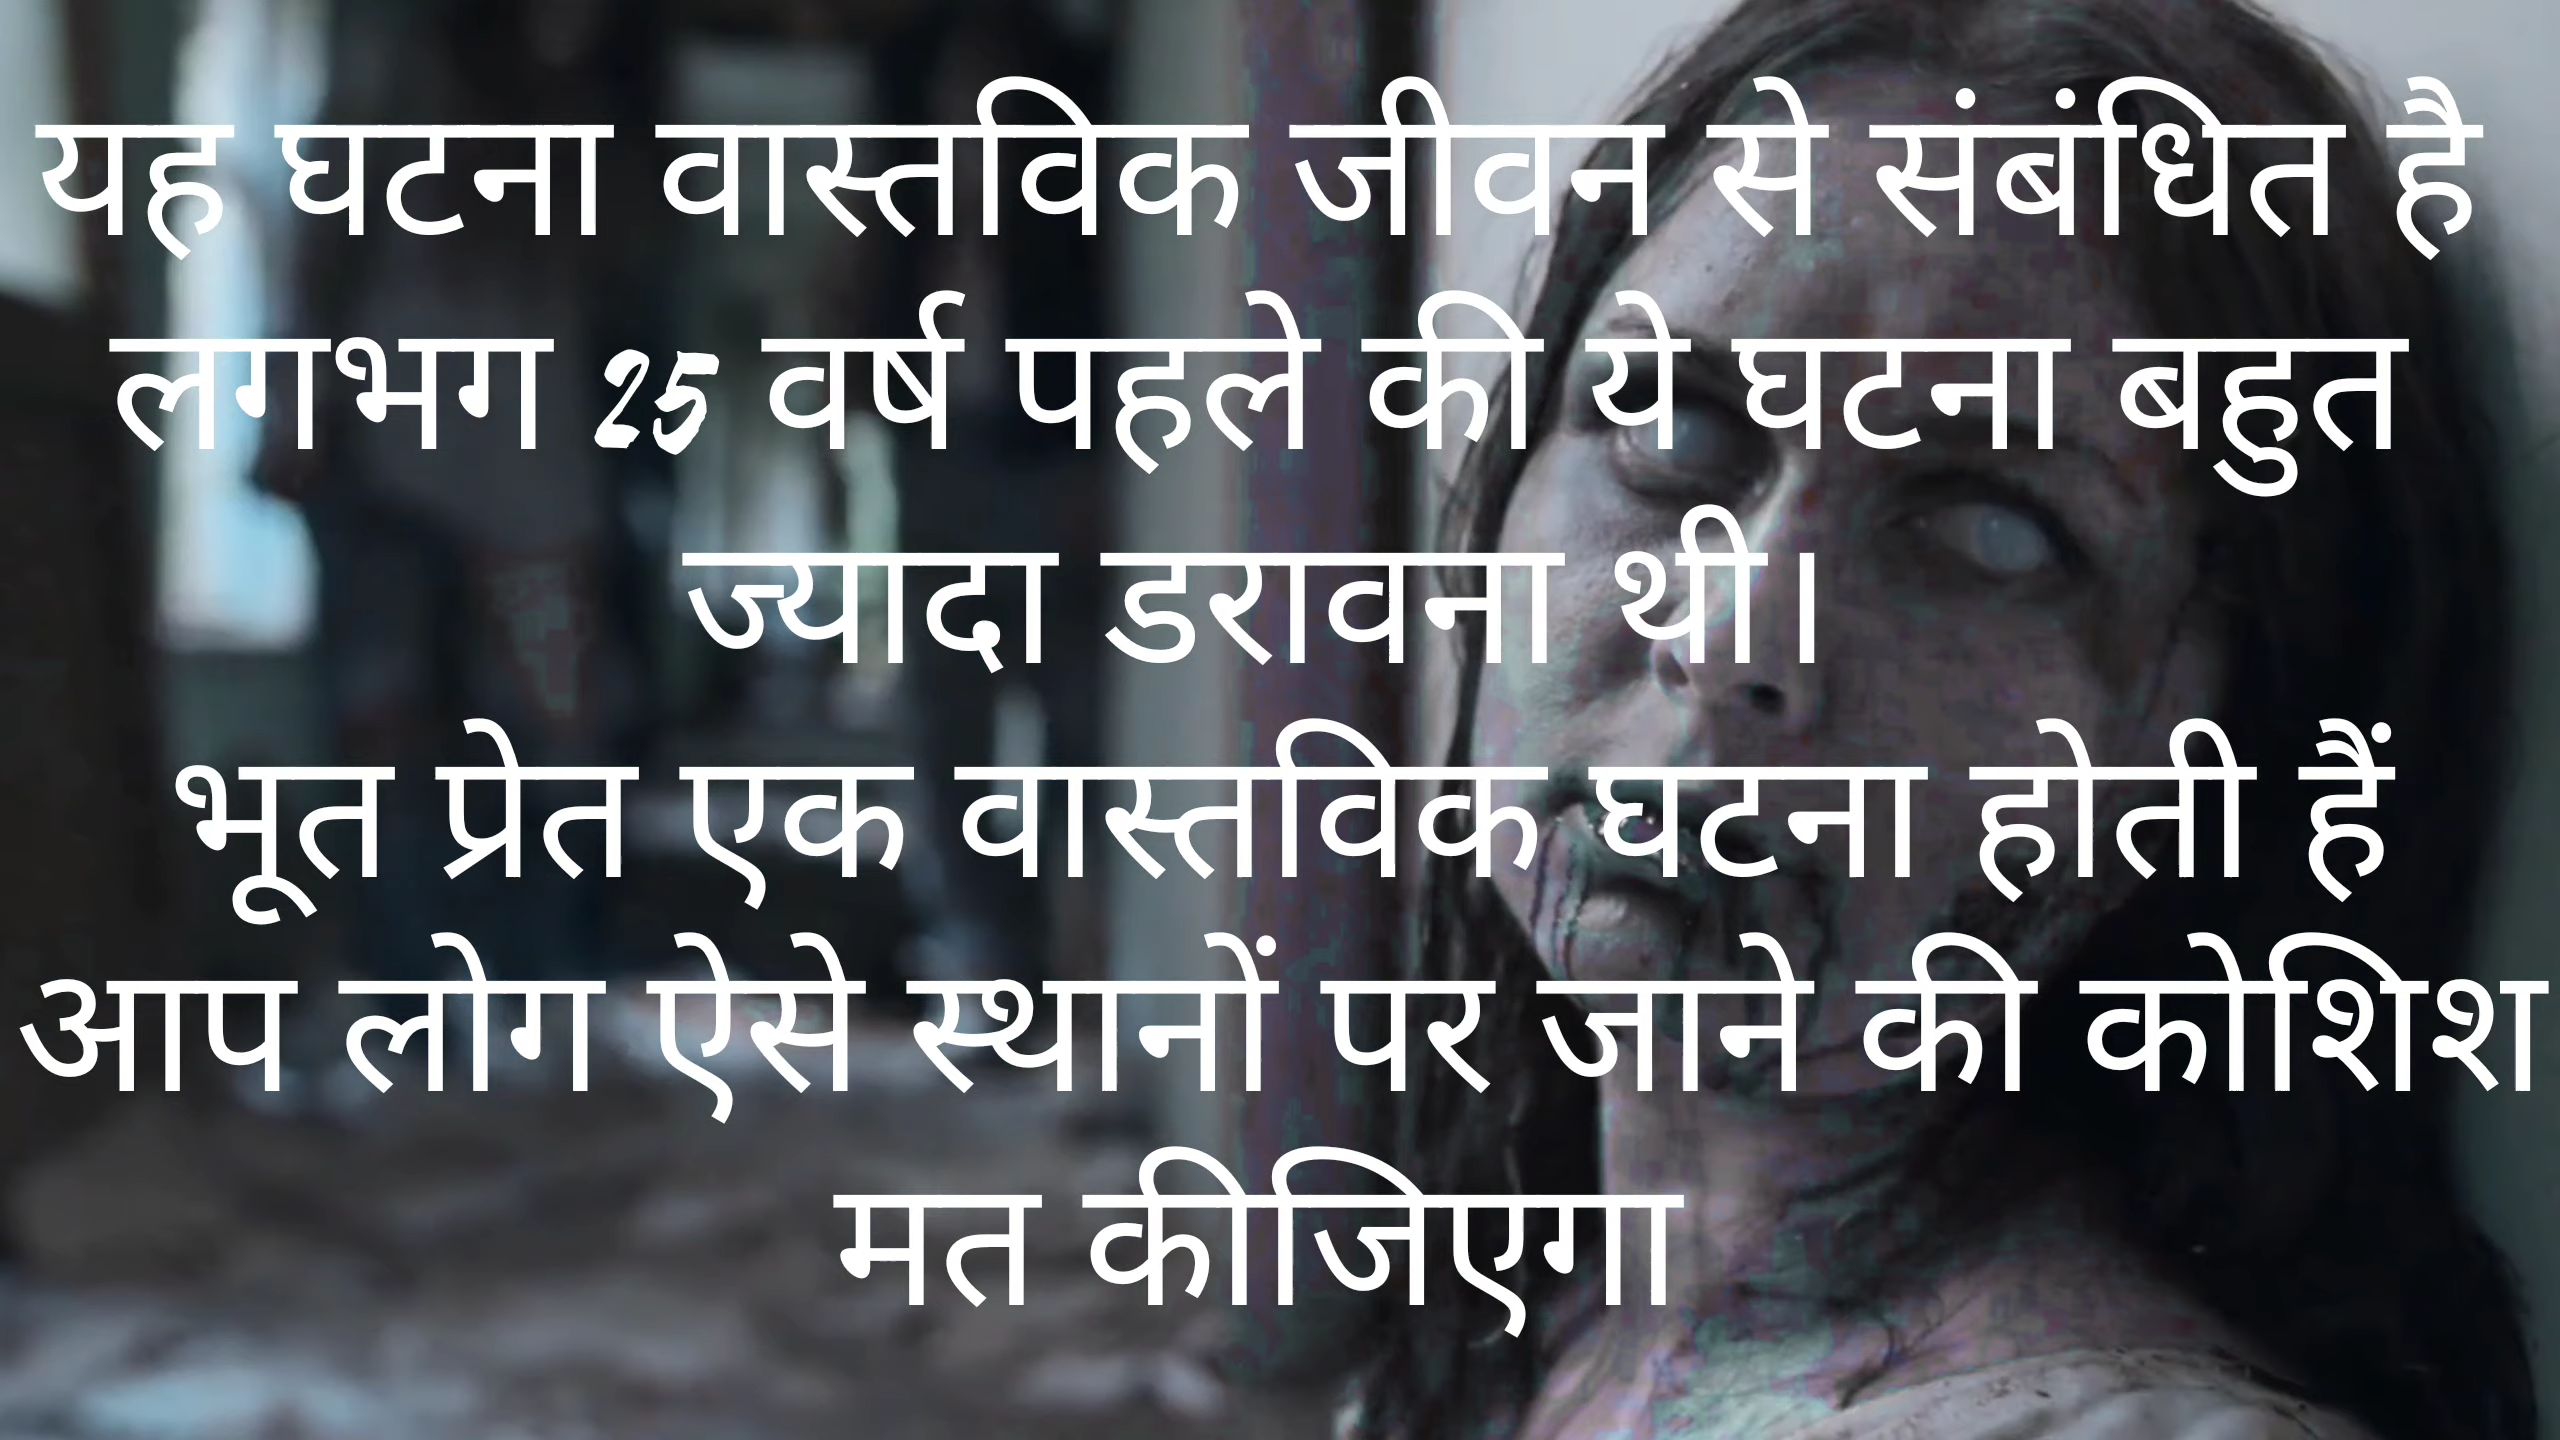 यह घटना वास्तविक जीवन से संबंधित है
लगभग 25 वर्ष पहले की ये घटना बहुत
ज्यादा डरावना थी।
भूत प्रेत एक वास्तविक घटना होती हैं
आप लोग ऐसे स्थानों पर जाने की कोशिश
मत कीजिएगा